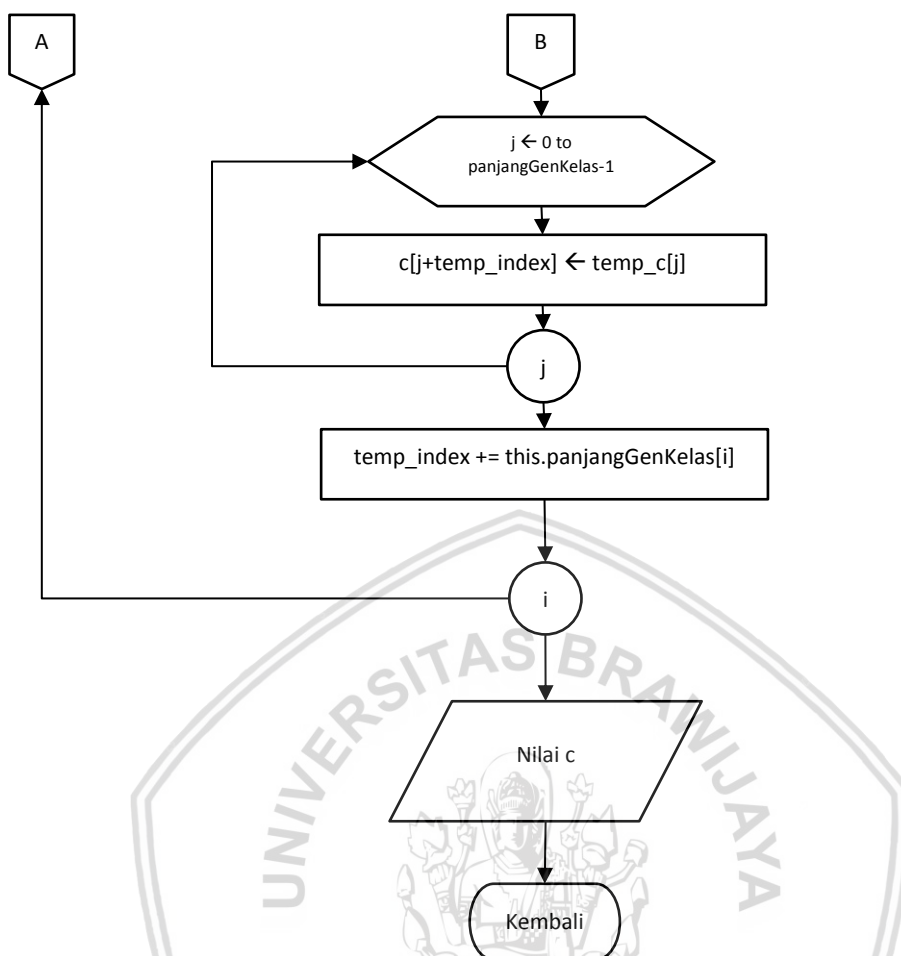 A
B
j ← 0 to
panjangGenKelas-1
c[j+temp_index] ← temp_c[j]
j
temp_index += this.panjangGenKelas[i]
i
UNIVERSITAS BRAWIJAYA
Nilai c
Kembali